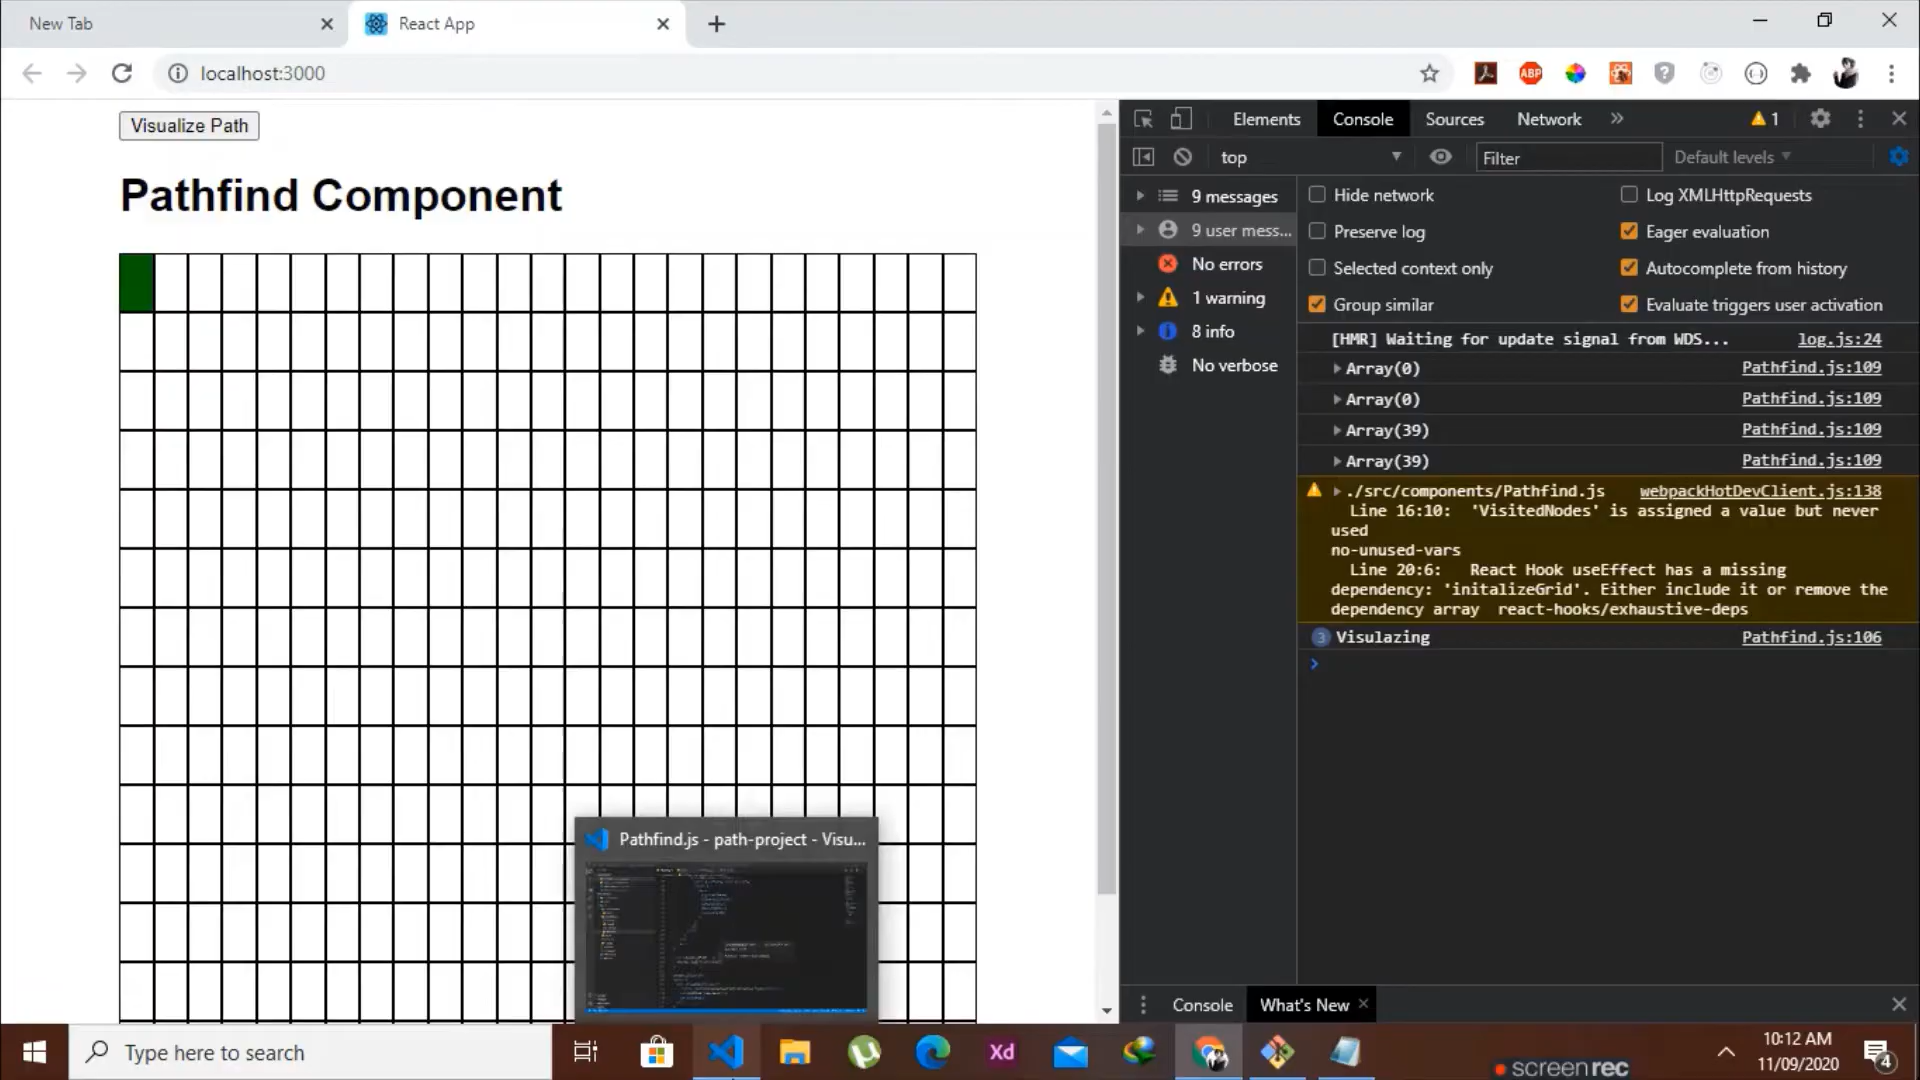 New Tab
React App
localhost:3000
ABP
Visualize Path
Pathfind Component
Elements
Console
Sources
Network
1
top
Filter
Default levels
9 messages
9 user mess...
No errors
1 warning
8 info
No verbose
Hide network
Log XMLHttpRequests
Preserve log
Eager evaluation
Selected context only
Autocomplete from history
Group similar
Evaluate triggers user activation
[HMR] Waiting for update signal from WDS... log.js:24
Array(0) Pathfind.js:109
Array(0) Pathfind.js:109
Array(39) Pathfind.js:109
Array(39) Pathfind.js:109
./src/components/Pathfind.js webpackHotDevClient.js:138
Line 16:10: 'VisitedNodes' is assigned a value but never
used
no-unused-vars
Line 20:6: React Hook useEffect has a missing
dependency: 'initalizeGrid'. Either include it or remove the
dependency array react-hooks/exhaustive-deps
3 Visulazing Pathfind.js:106
Pathfind.js - path-project - Visu...
Console
What's New
Type here to search
Xd
10:12 AM
11/09/2020
4
screenrec